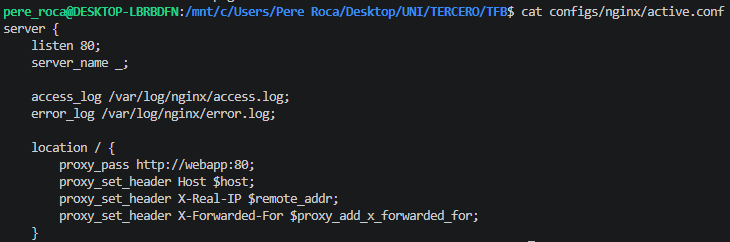 pere_roca@DESKTOP-LBRBDFN:/mnt/c/Users/Pere Roca/Desktop/UNI/TERCERO/TFB$ cat configs/nginx/active.conf
server {
    listen 80;
    server_name _;

    access_log /var/log/nginx/access.log;
    error_log /var/log/nginx/error.log;

    location / {
        proxy_pass http://webapp:80;
        proxy_set_header Host $host;
        proxy_set_header X-Real-IP $remote_addr;
        proxy_set_header X-Forwarded-For $proxy_add_x_forwarded_for;
    }